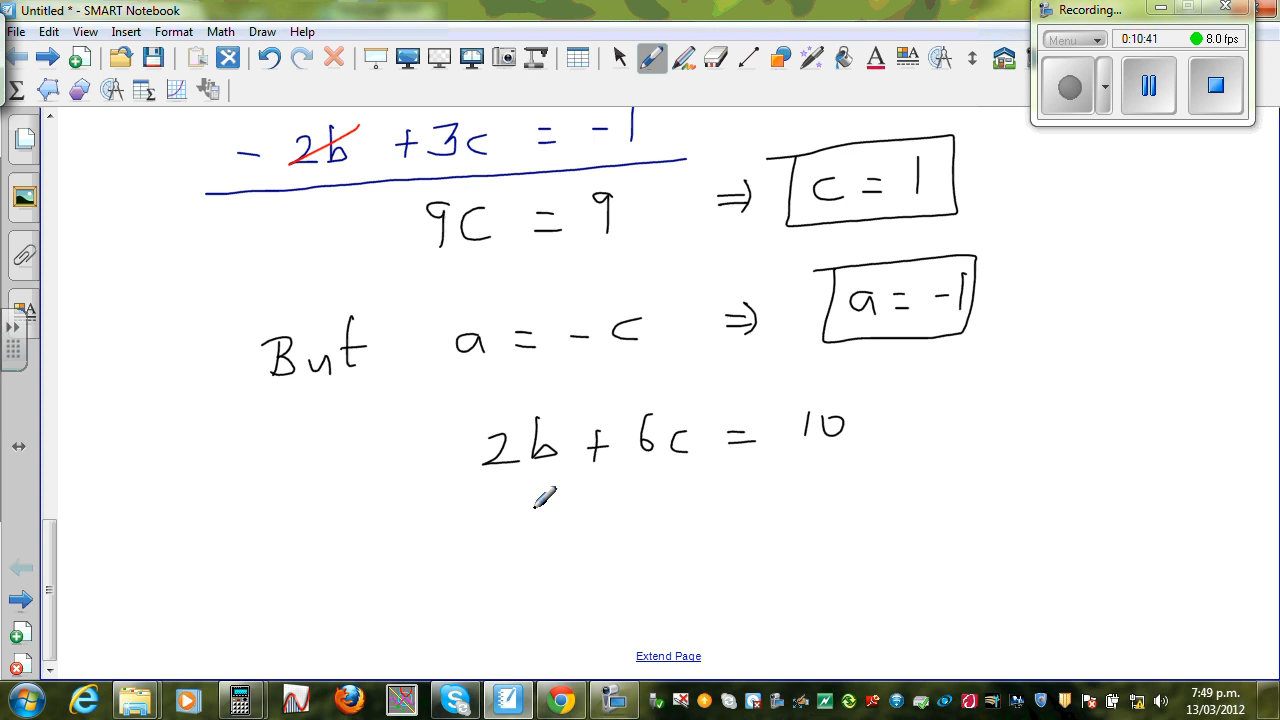 Untitled * - SMART Notebook
Recording...
File Edit View Insert Format Math Draw Help
Menu 0:10:41 8.0 fps
- 2b + 3c = - 1
9c = 9 ⇒ c = 1
But a = - c ⇒ a = -1
2b + 6c = 10
Extend Page
7:49 p.m.
13/03/2012